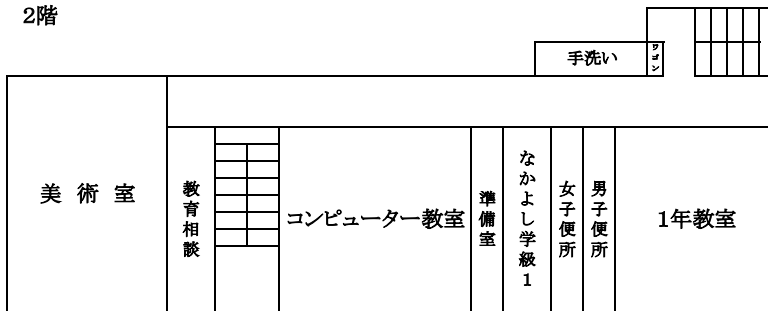 2階
手洗い
ワゴン
美術室
教育相談
コンピューター教室
準備室
なかよし学級1
女子便所
男子便所
1年教室